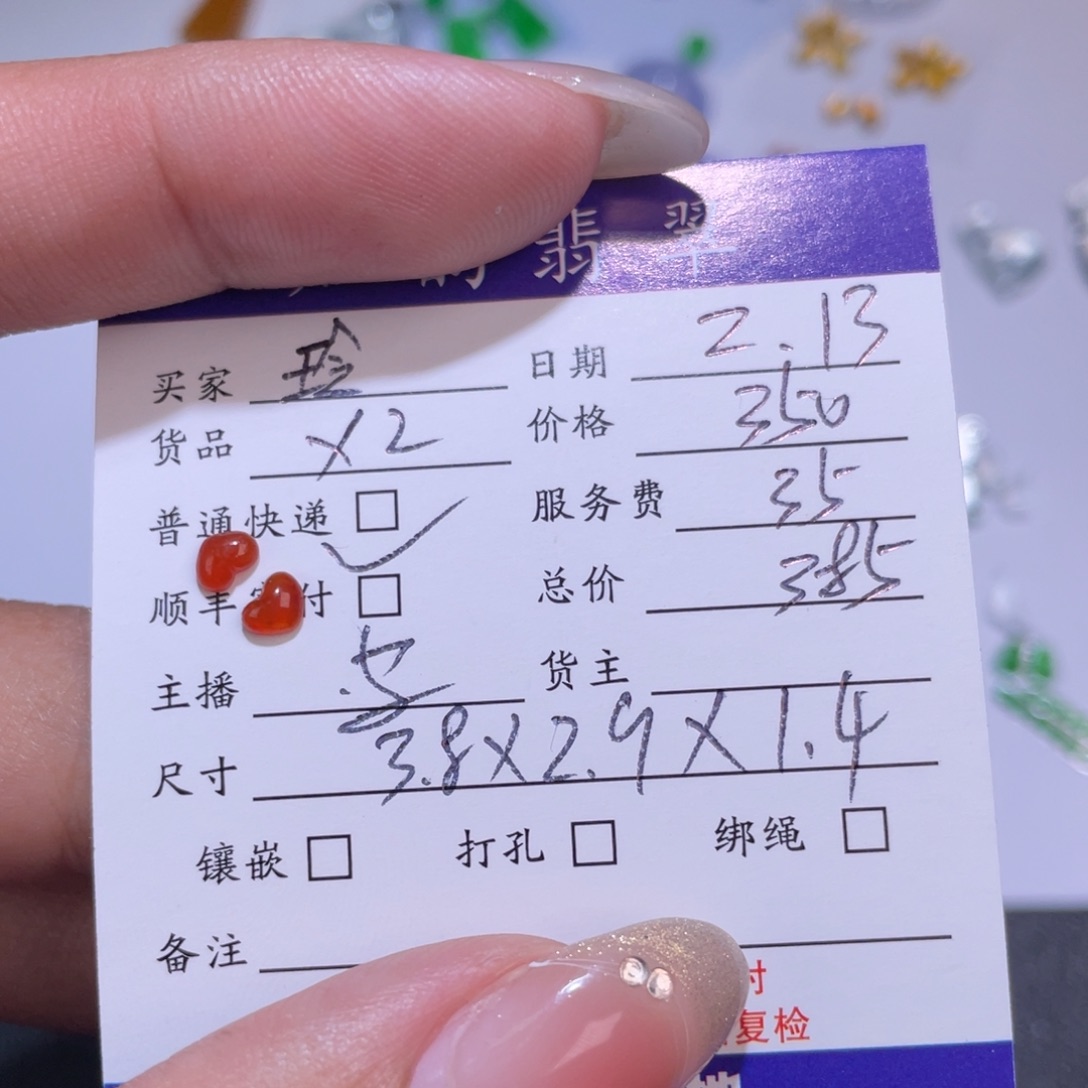 翡翠
买家 珍 日期 2.13
货品 X2 价格 350
普通快递 服务费 35
顺丰 付 总价 385
主播 货主
尺寸 3.8X2.9X1.4
镶嵌 打孔 绑绳
备注
付
复检